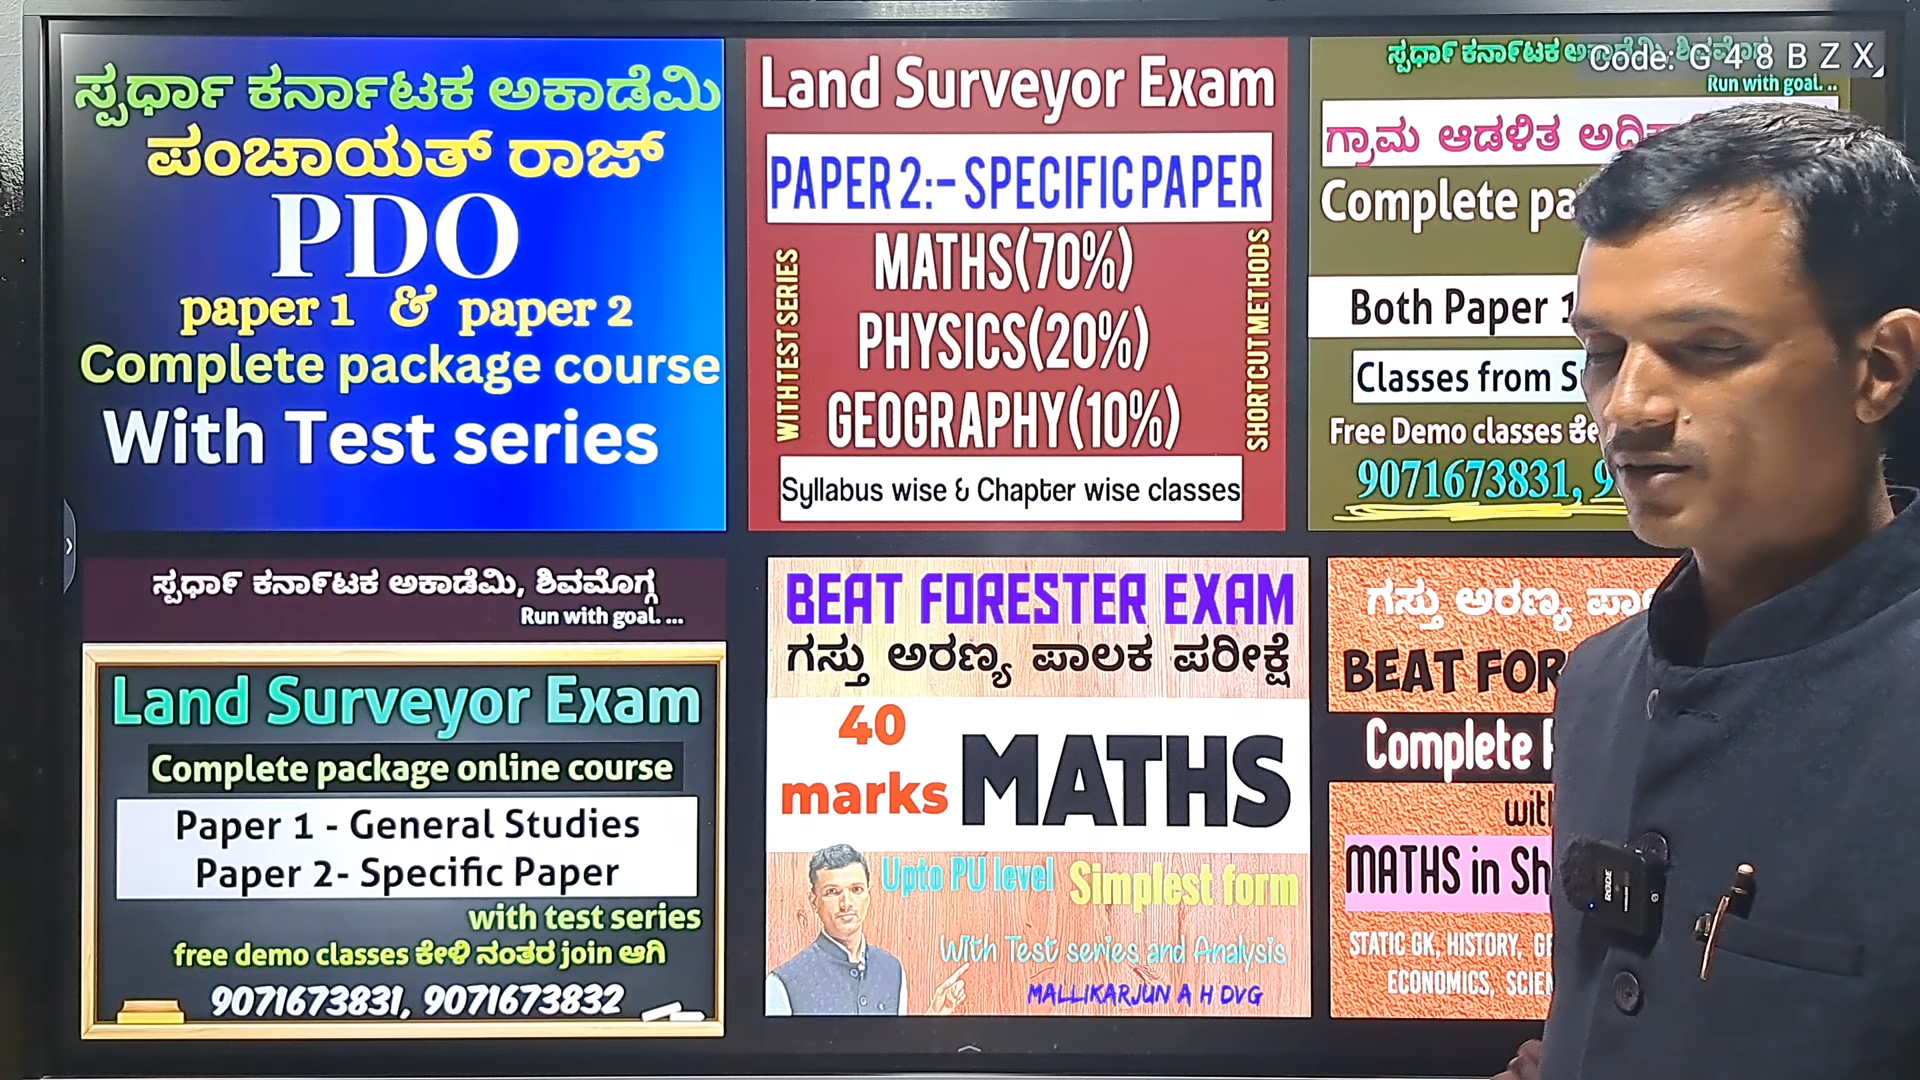 ಸ್ಪರ್ಧಾ ಕರ್ನಾಟಕ ಅಕಾಡೆಮಿ
ಪಂಚಾಯತ್ ರಾಜ್
PDO
paper 1 & paper 2
Complete package course
With Test series
Land Surveyor Exam
PAPER 2:- SPECIFIC PAPER
WITH TEST SERIES
MATHS(70%)
PHYSICS(20%)
GEOGRAPHY(10%)
SHORTCUT METHODS
Syllabus wise & Chapter wise classes
ಸ್ಪರ್ಧಾ ಕರ್ನಾಟಕ
Code: G 4 8 B Z X
Run with goal. ..
ಗ್ರಾಮ ಆಡಳಿತ
Complete
Both Paper 1
Classes from
Free Demo classes
9071673831,
ಸ್ಪರ್ಧಾ ಕರ್ನಾಟಕ ಅಕಾಡೆಮಿ, ಶಿವಮೊಗ್ಗ
Run with goal. ...
Land Surveyor Exam
Complete package online course
Paper 1 - General Studies
Paper 2- Specific Paper
with test series
free demo classes ಕೇಳಿ ನಂತರ join ಆಗಿ
9071673831, 9071673832
BEAT FORESTER EXAM
ಗಸ್ತು ಅರಣ್ಯ ಪಾಲಕ ಪರೀಕ್ಷೆ
40
marks
MATHS
Upto PU level
Simplest form
With Test series and Analysis
MALLIKARJUN A H DVG
ಗಸ್ತು ಅರಣ್ಯ
BEAT FOR
Complete
MATHS in Sh
STATIC GK, HISTORY,
ECONOMICS,
RODE